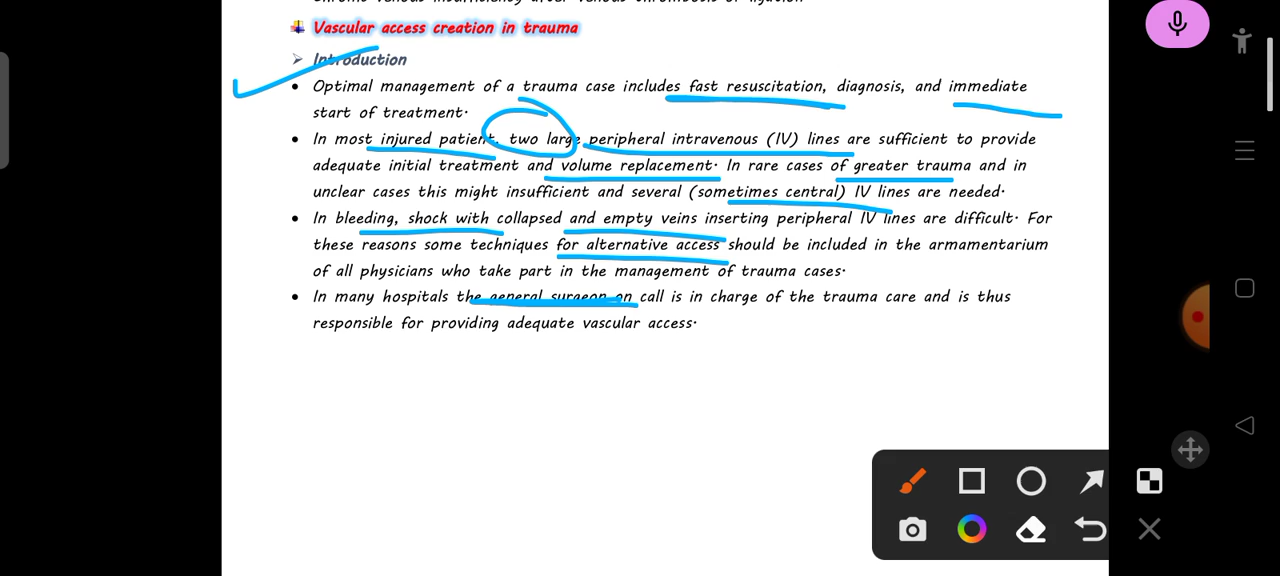 Vascular access creation in trauma
Introduction
Optimal management of a trauma case includes fast resuscitation, diagnosis, and immediate
start of treatment.
In most injured patient, two large peripheral intravenous (IV) lines are sufficient to provide
adequate initial treatment and volume replacement. In rare cases of greater trauma and in
unclear cases this might insufficient and several (sometimes central) IV lines are needed.
In bleeding, shock with collapsed and empty veins inserting peripheral IV lines are difficult. For
these reasons some techniques for alternative access should be included in the armamentarium
of all physicians who take part in the management of trauma cases.
In many hospitals the general surgeon on call is in charge of the trauma care and is thus
responsible for providing adequate vascular access.